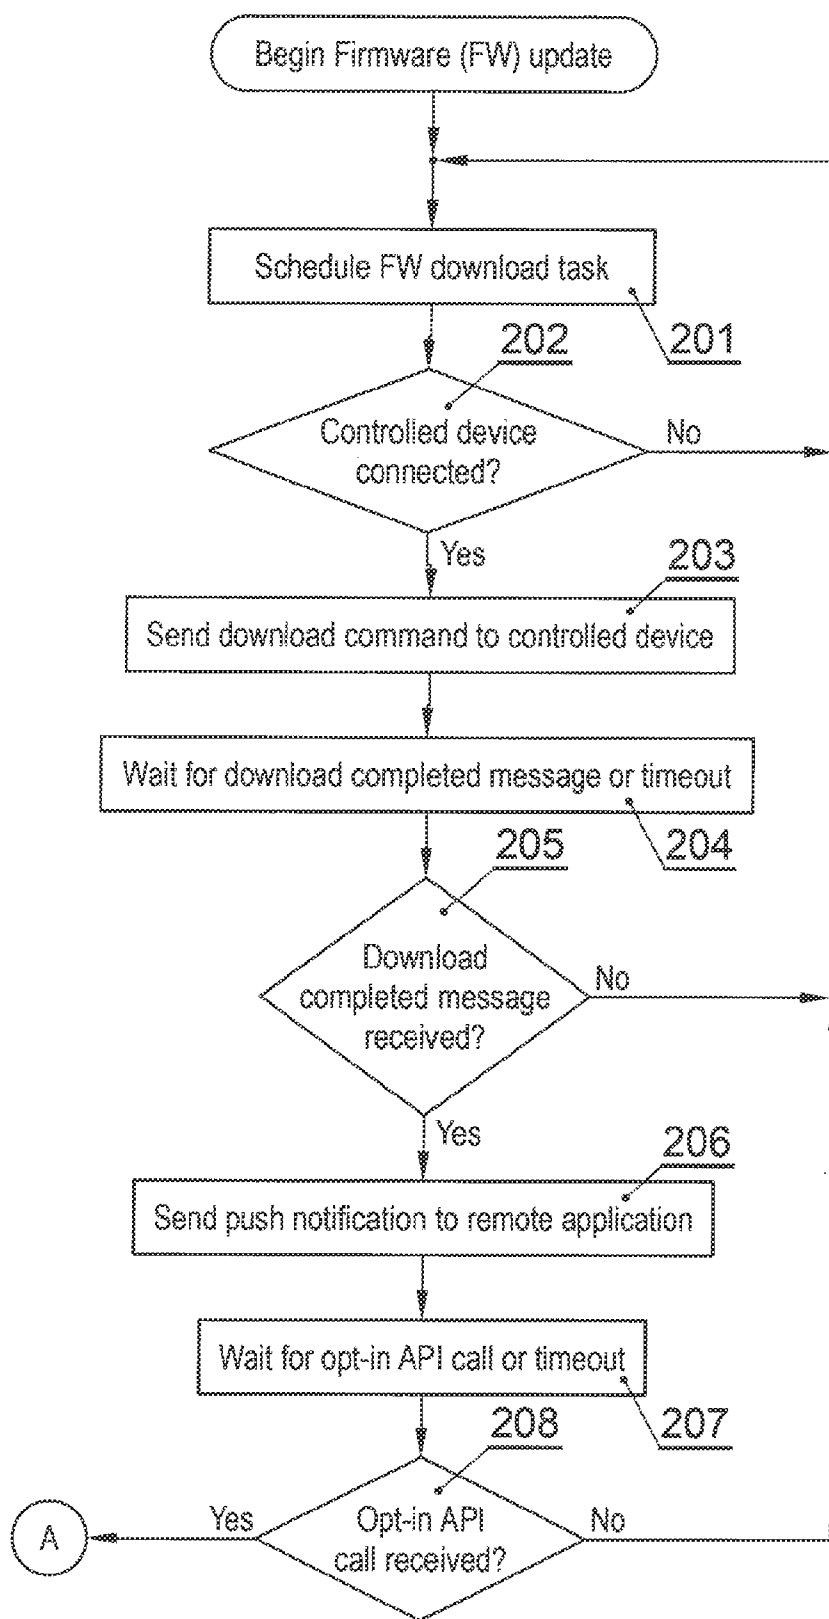 Begin Firmware (FW) update
Schedule FW download task
201
202
Controlled device
connected?
No
Yes
203
Send download command to controlled device
Wait for download completed message or timeout
204
205
Download
completed message
received?
No
Yes
206
Send push notification to remote application
Wait for opt-in API call or timeout
207
208
Opt-in API
call received?
Yes
No
A